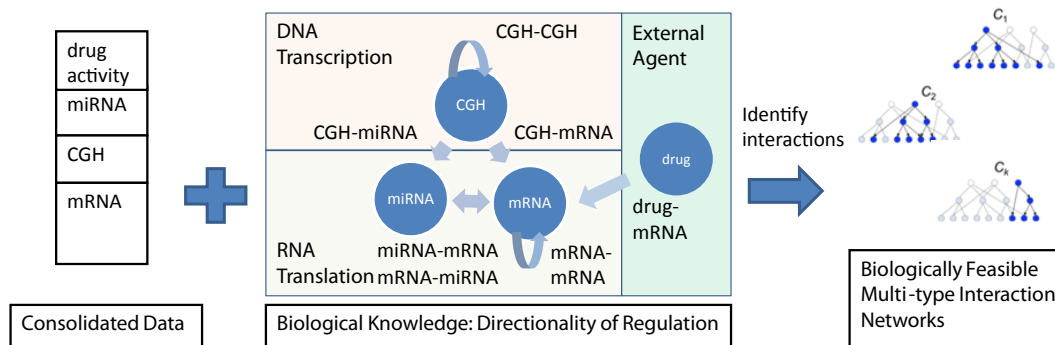 drug
activity
miRNA
CGH
mRNA
Consolidated Data
DNA
Transcription
CGH-CGH
CGH
CGH-miRNA
CGH-mRNA
External
Agent
drug
drug-
mRNA
miRNA
mRNA
RNA
Translation
miRNA-mRNA
mRNA-miRNA
mRNA-
mRNA
Biological Knowledge: Directionality of Regulation
Identify
interactions
C1
C2
Ck
Biologically Feasible
Multi-type Interaction
Networks